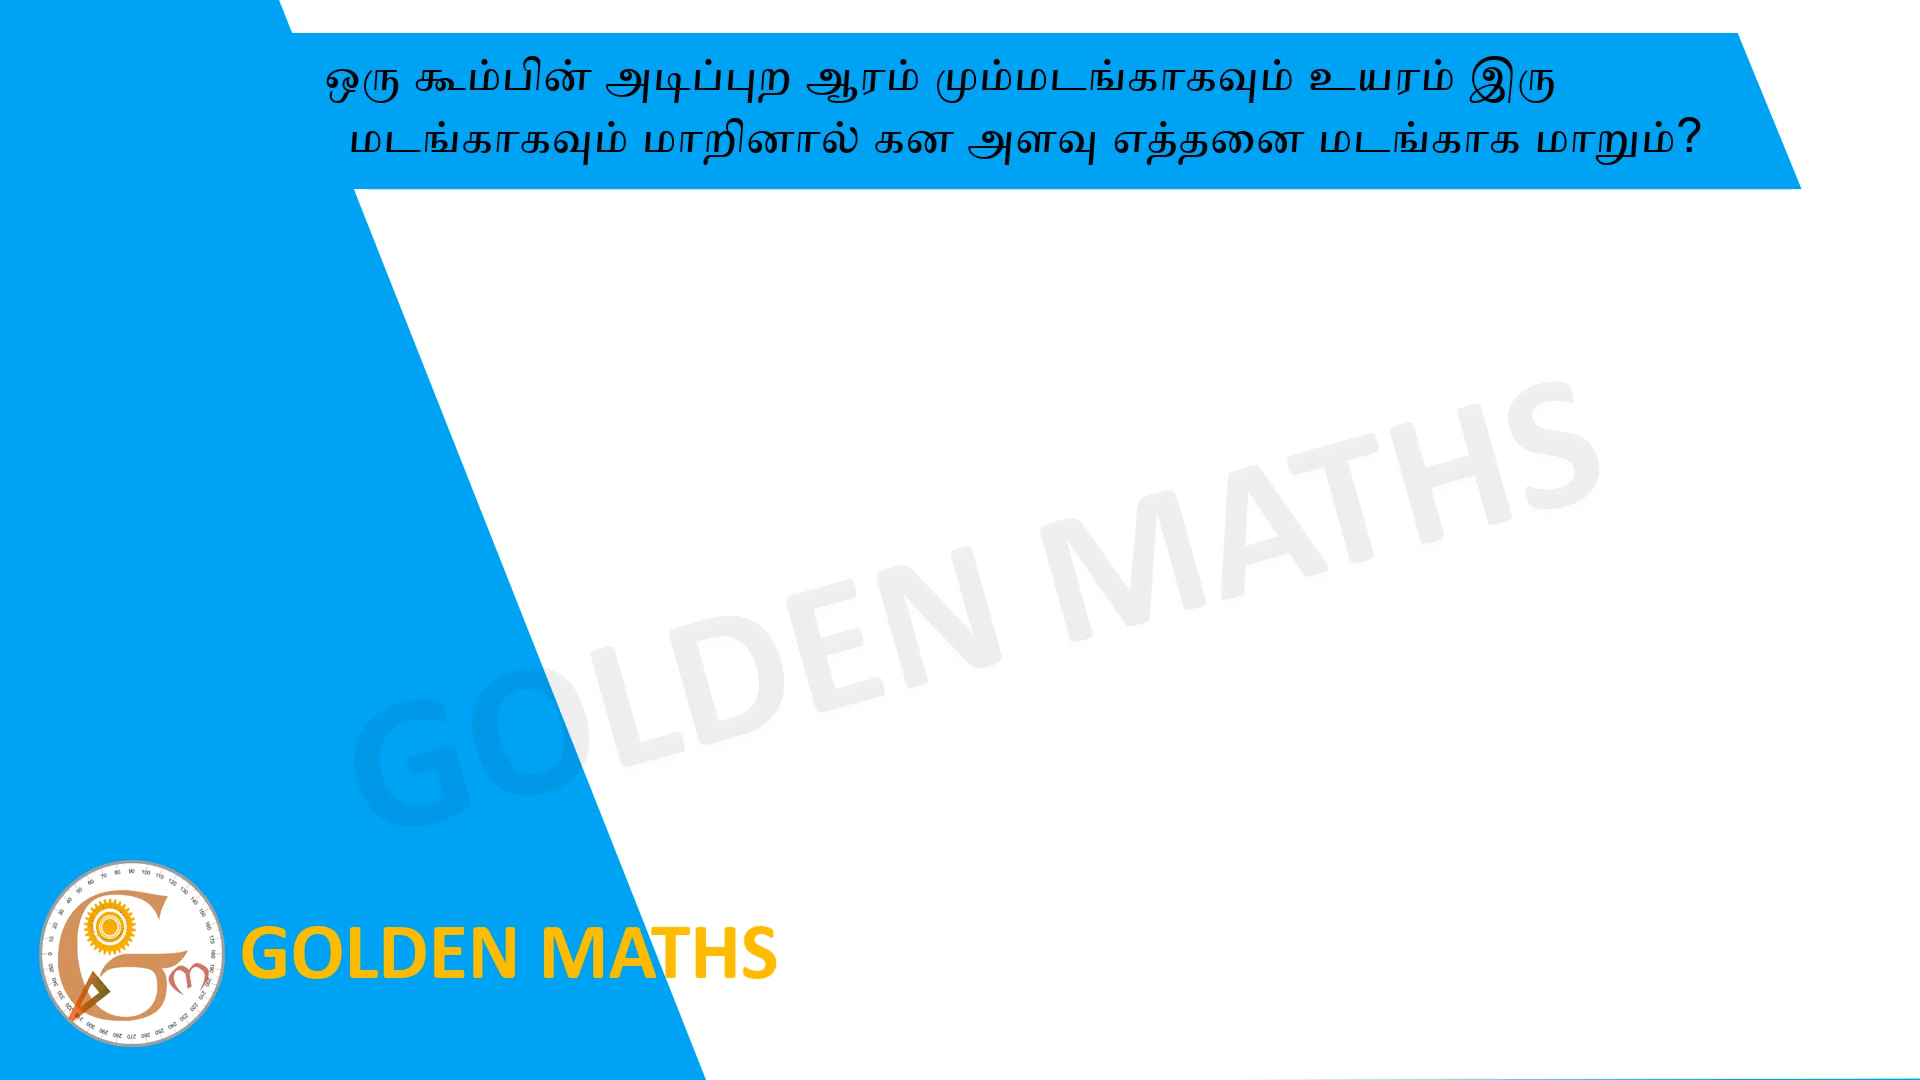 ஒரு கூம்பின் அடிப்புற ஆரம் மும்மடங்காகவும் உயரம் இரு
மடங்காகவும் மாறினால் கன அளவு எத்தனை மடங்காக மாறும்?
GOLDEN MATHS
GOLDEN MATHS